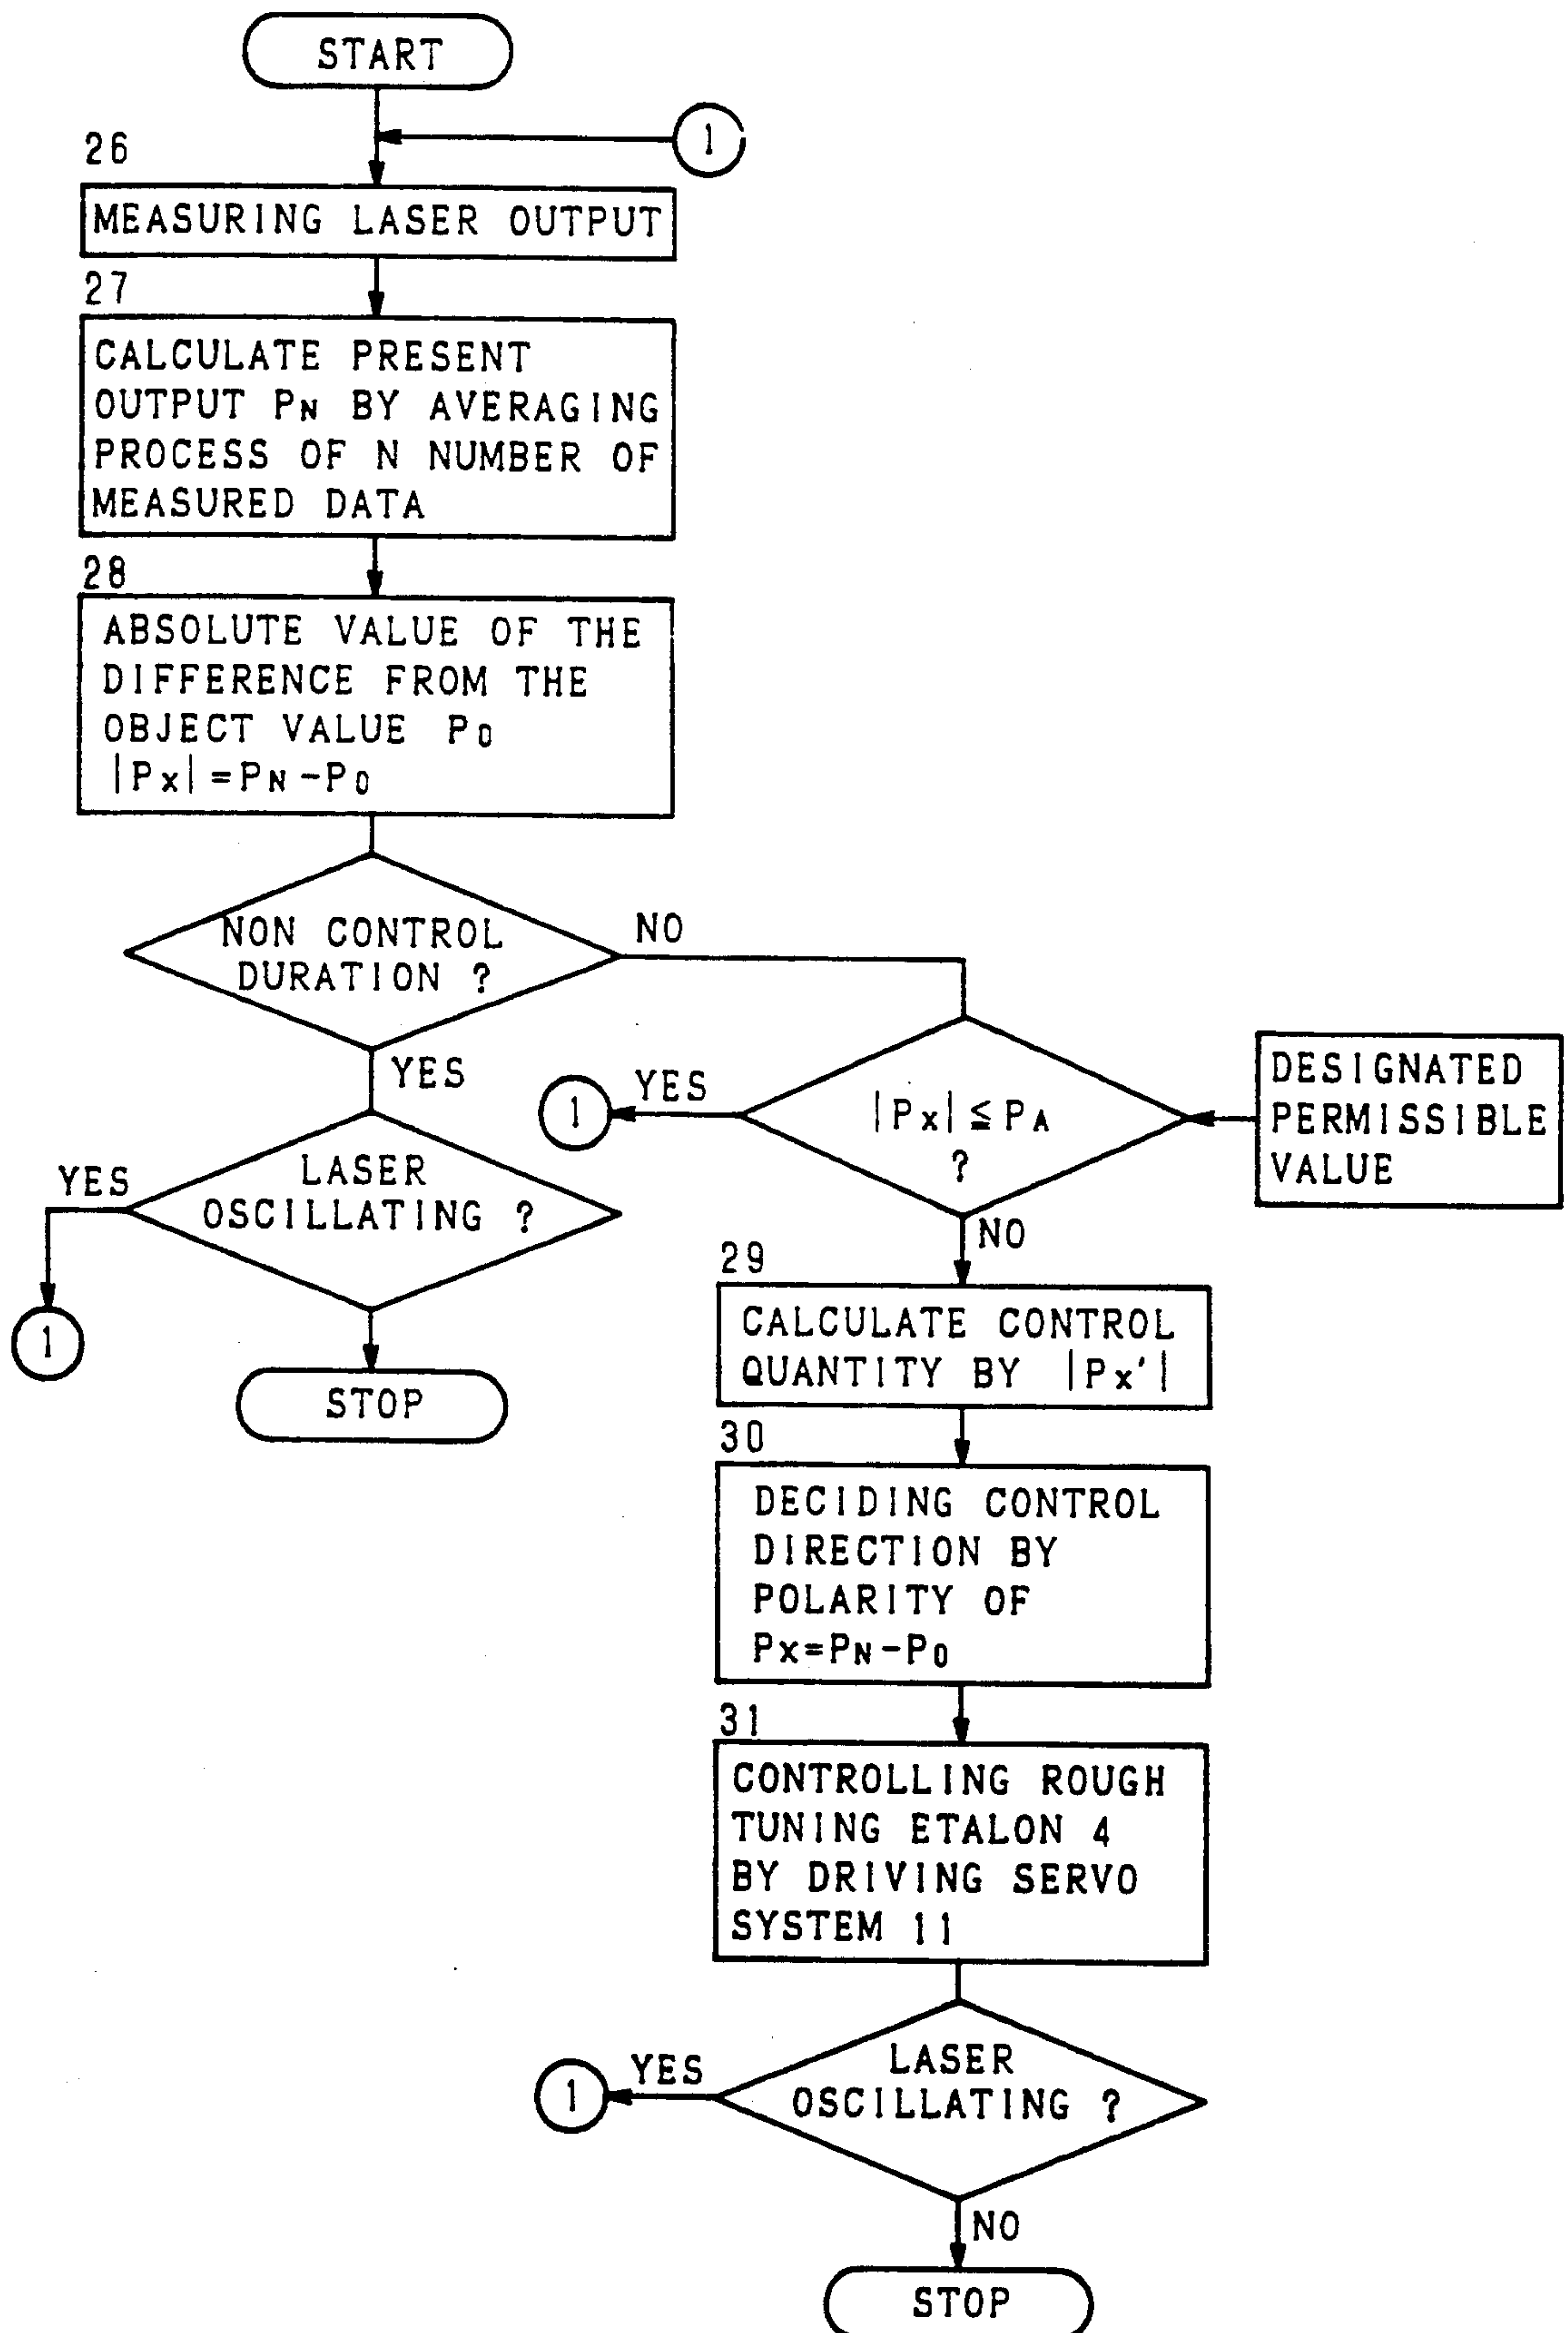 START
1
26
MEASURING LASER OUTPUT
27
CALCULATE PRESENT
OUTPUT PN BY AVERAGING
PROCESS OF N NUMBER OF
MEASURED DATA
28
ABSOLUTE VALUE OF THE
DIFFERENCE FROM THE
OBJECT VALUE P0
|Px|=PN-P0
NON CONTROL
DURATION ?
NO
YES
LASER
OSCILLATING ?
YES
1
STOP
|Px|≦PA
?
YES
1
DESIGNATED
PERMISSIBLE
VALUE
NO
29
CALCULATE CONTROL
QUANTITY BY |Px'|
30
DECIDING CONTROL
DIRECTION BY
POLARITY OF
Px=PN-P0
31
CONTROLLING ROUGH
TUNING ETALON 4
BY DRIVING SERVO
SYSTEM 11
LASER
OSCILLATING ?
YES
1
NO
STOP